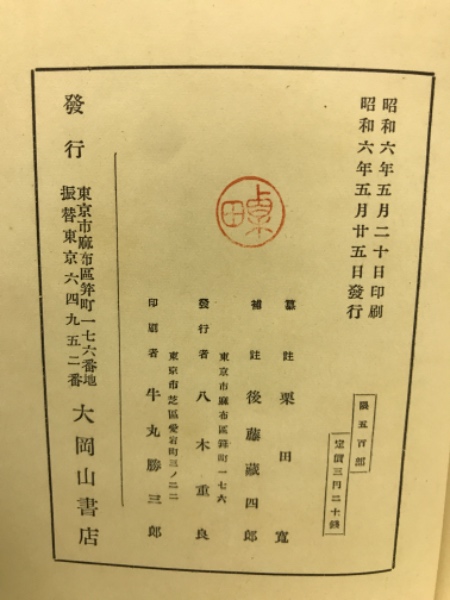 昭和六年五月二十日印刷
昭和六年五月廿五日發行
限五百部
定價三円二十錢
纂註 栗田寬
補註 後藤藏四郎
東京市麻布區筓町一七六
發行者 八木重良
東京市芝區愛宕町三ノ二二
印刷者 牛丸勝三郎
發行
東京市麻布區筓町一七六番地
振替東京六四九五二番
大岡山書店